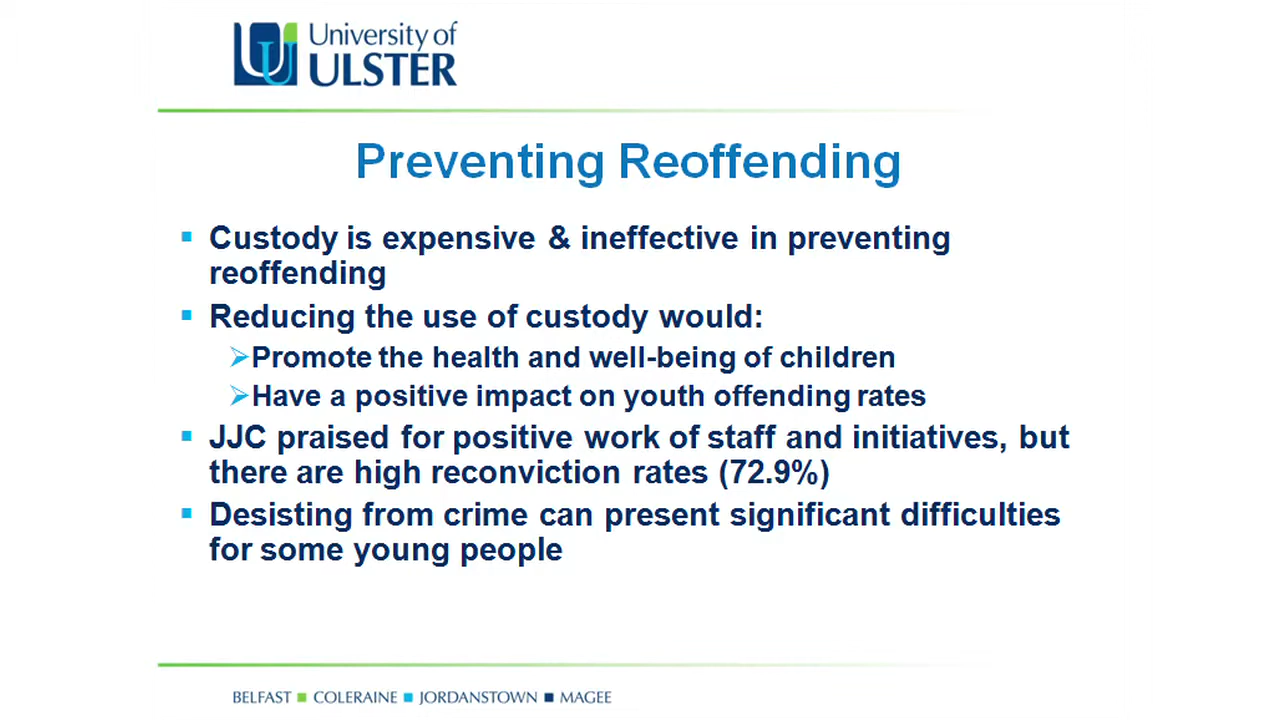 University of
ULSTER
Preventing Reoffending
▪ Custody is expensive & ineffective in preventing
reoffending
▪ Reducing the use of custody would:
➢Promote the health and well-being of children
➢Have a positive impact on youth offending rates
▪ JJC praised for positive work of staff and initiatives, but
there are high reconviction rates (72.9%)
▪ Desisting from crime can present significant difficulties
for some young people
BELFAST ■ COLERAINE ■ JORDANSTOWN ■ MAGEE